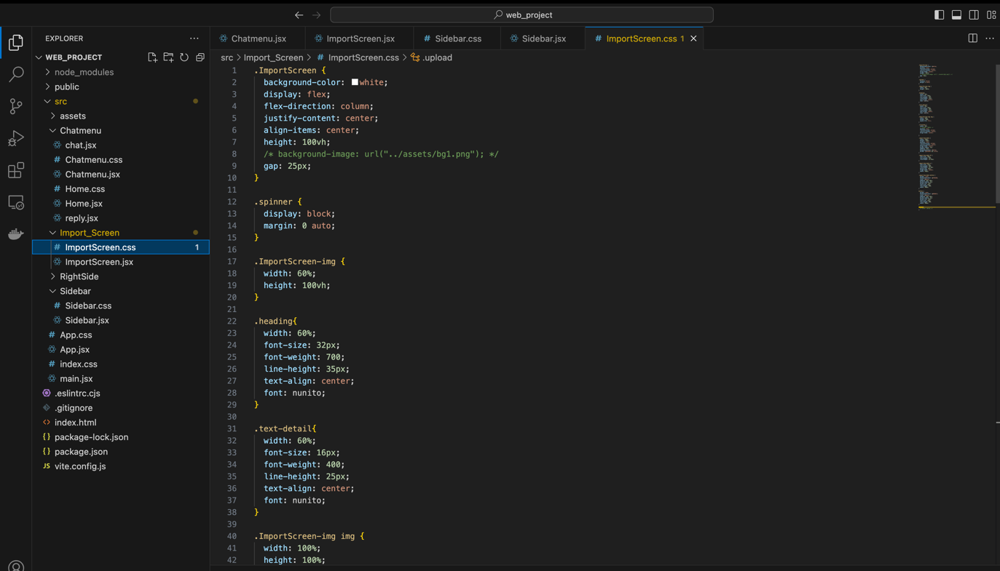 web_project
EXPLORER
Chatmenu.jsx
ImportScreen.jsx
# Sidebar.css
Sidebar.jsx
# ImportScreen.css 1
WEB_PROJECT
src > Import_Screen > # ImportScreen.css > .upload
node_modules
public
src
assets
Chatmenu
chat.jsx
# Chatmenu.css
Chatmenu.jsx
# Home.css
Home.jsx
reply.jsx
Import_Screen
# ImportScreen.css 1
ImportScreen.jsx
RightSide
Sidebar
# Sidebar.css
Sidebar.jsx
# App.css
App.jsx
# index.css
main.jsx
.eslintrc.cjs
.gitignore
<> index.html
{} package-lock.json
{} package.json
JS vite.config.js
1 .ImportScreen {
2 background-color: white;
3 display: flex;
4 flex-direction: column;
5 justify-content: center;
6 align-items: center;
7 height: 100vh;
8 /* background-image: url("../assets/bg1.png"); */
9 gap: 25px;
10 }
11
12 .spinner {
13 display: block;
14 margin: 0 auto;
15 }
16
17 .ImportScreen-img {
18 width: 60%;
19 height: 100vh;
20 }
21
22 .heading{
23 width: 60%;
24 font-size: 32px;
25 font-weight: 700;
26 line-height: 35px;
27 text-align: center;
28 font: nunito;
29 }
30
31 .text-detail{
32 width: 60%;
33 font-size: 16px;
34 font-weight: 400;
35 line-height: 25px;
36 text-align: center;
37 font: nunito;
38 }
39
40 .ImportScreen-img img {
41 width: 100%;
42 height: 100%;